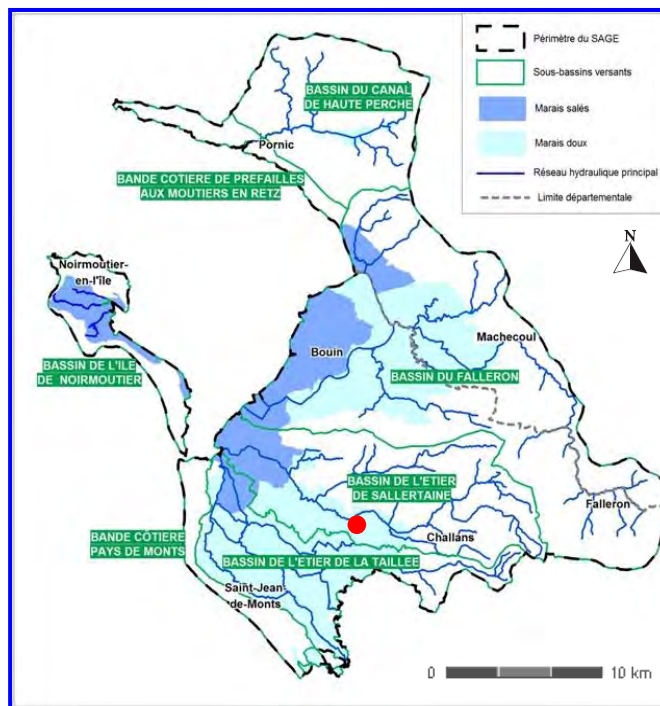 Périmètre du SAGE
Sous-bassins versants
Marais salés
Marais doux
Réseau hydraulique principal
Limite départementale
N
BASSIN DU CANAL
DE HAUTE PERCHE
Pornic
BANDE COTIERE DE PREFAILLES
AUX MOUTIERS EN RETZ
Noirmoutier-
en-l'île
BASSIN DE L'ILE
DE NOIRMOUTIER
Bouin
Machecoul
BASSIN DU FALLERON
BASSIN DE L'ETIER
DE SALLERTAINE
Falleron
BANDE CÔTIERE
PAYS DE MONTS
Challans
BASSIN DE L'ETIER DE LA TAILLEE
Saint-Jean-
de-Monts
0 10 km